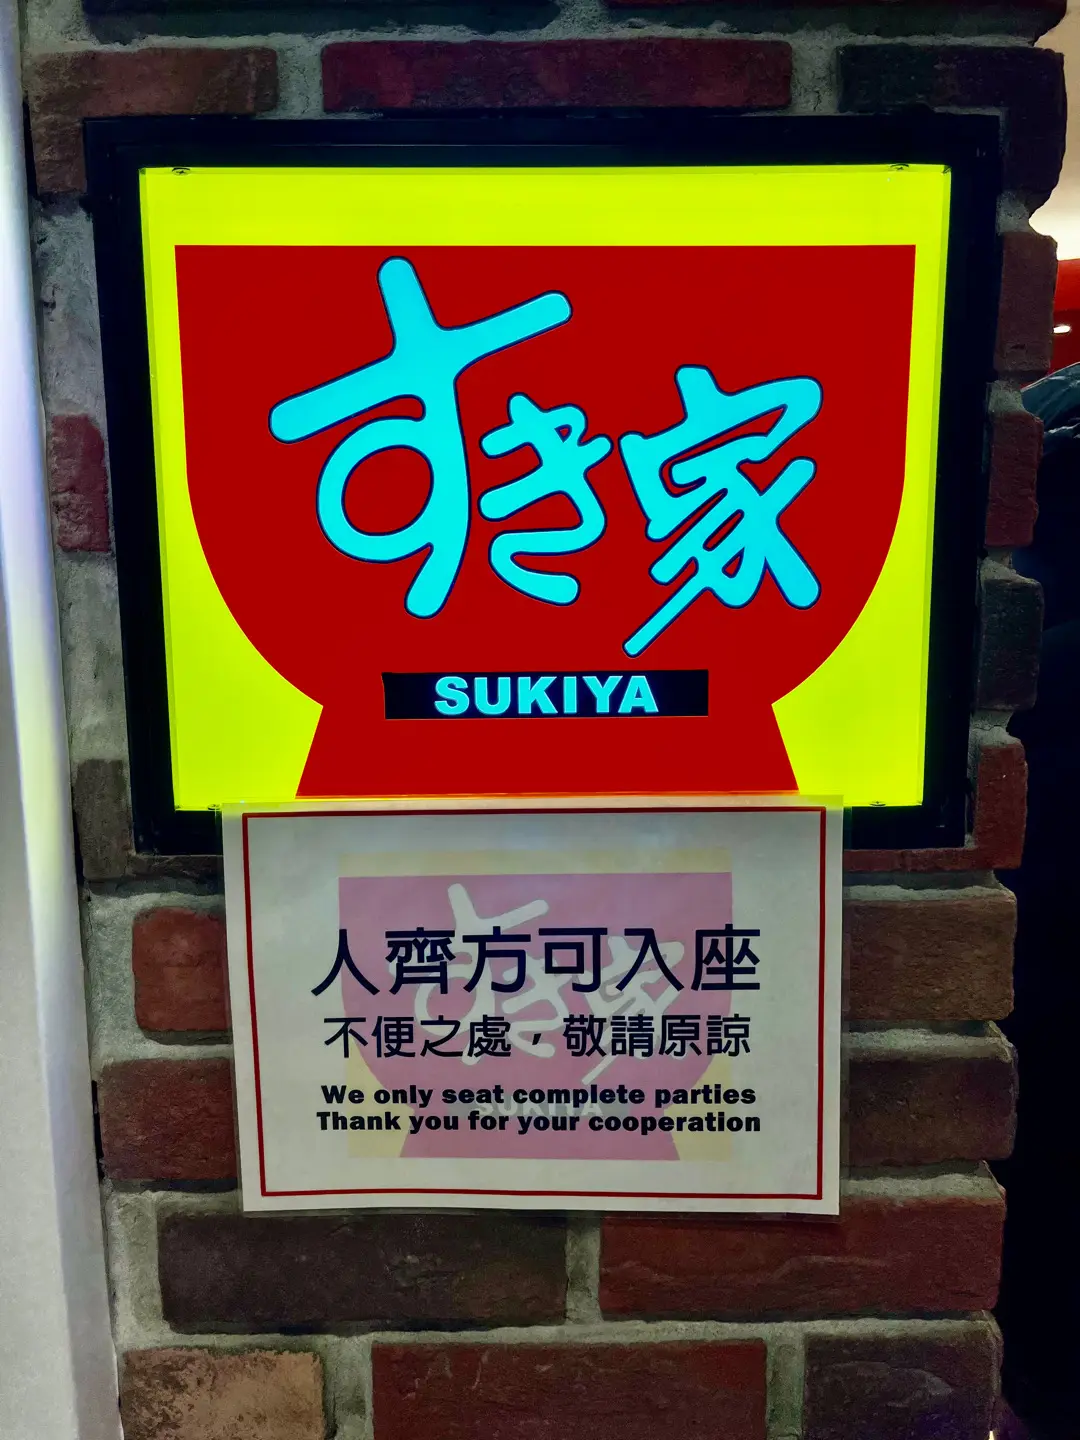 すき家
SUKIYA
人齊方可入座
不便之處，敬請原諒
We only seat complete parties
Thank you for your cooperation